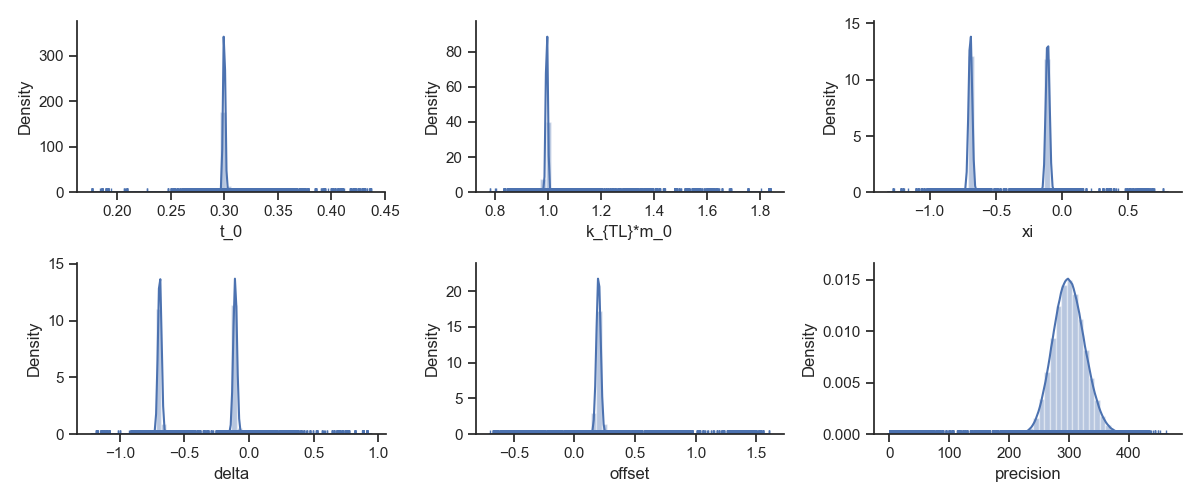 Density
300
200
100
0
0.20 0.25 0.30 0.35 0.40 0.45
t_0
Density
80
60
40
20
0
0.8 1.0 1.2 1.4 1.6 1.8
k_{TL}*m_0
Density
15
10
5
0
−1.0 −0.5 0.0 0.5
xi
Density
15
10
5
0
−1.0 −0.5 0.0 0.5 1.0
delta
Density
20
15
10
5
0
−0.5 0.0 0.5 1.0 1.5
offset
Density
0.015
0.010
0.005
0.000
0 100 200 300 400
precision